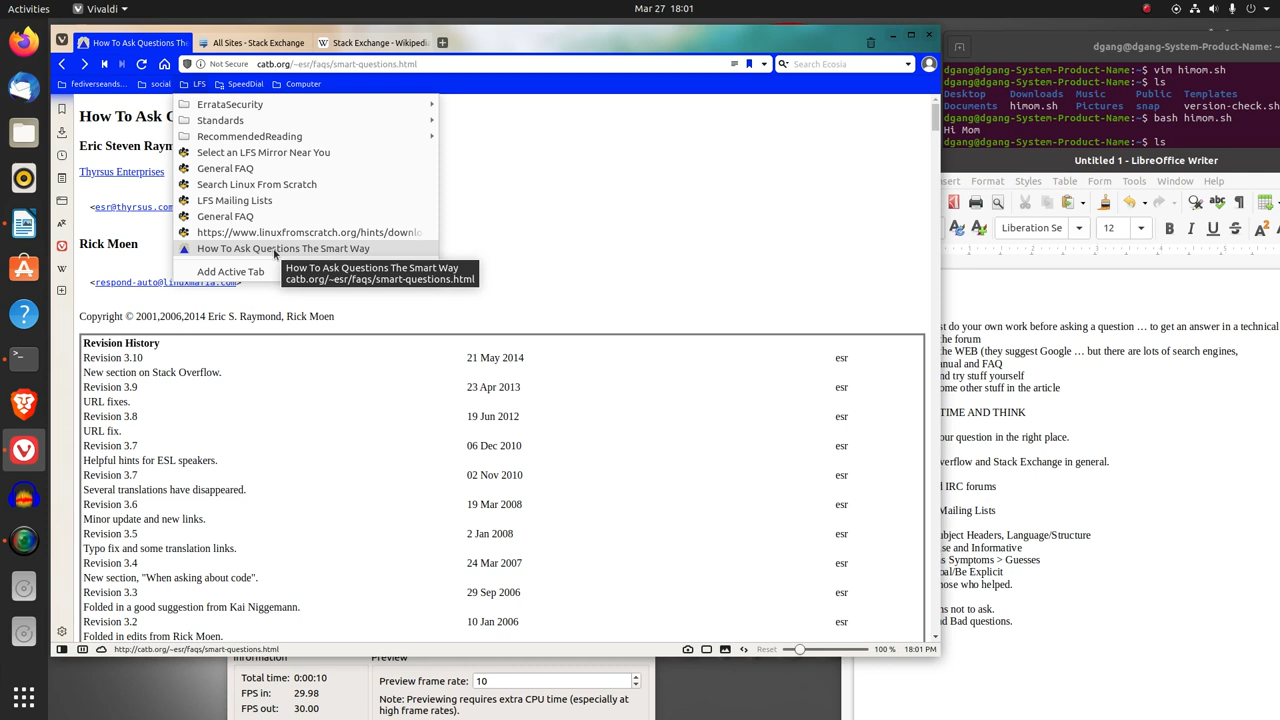 Activities
Vivaldi
Mar 27 18:01
How To Ask Questions The
All Sites - Stack Exchange
Stack Exchange - Wikipedi
Not Secure
catb.org/~esr/faqs/smart-questions.html
Search Ecosia
fediverseands...
social
LFS
SpeedDial
Computer
How To Ask Q
Eric Steven Raym
Thyrsus Enterprises
<esr@thyrsus.com
Rick Moen
<respond-auto@linuxmafia.com>
ErrataSecurity
Standards
RecommendedReading
Select an LFS Mirror Near You
General FAQ
Search Linux From Scratch
LFS Mailing Lists
General FAQ
https://www.linuxfromscratch.org/hints/downlo
How To Ask Questions The Smart Way
Add Active Tab
How To Ask Questions The Smart Way
catb.org/~esr/faqs/smart-questions.html
Copyright © 2001,2006,2014 Eric S. Raymond, Rick Moen
Revision History
Revision 3.10 21 May 2014 esr
New section on Stack Overflow.
Revision 3.9 23 Apr 2013 esr
URL fixes.
Revision 3.8 19 Jun 2012 esr
URL fix.
Revision 3.7 06 Dec 2010 esr
Helpful hints for ESL speakers.
Revision 3.7 02 Nov 2010 esr
Several translations have disappeared.
Revision 3.6 19 Mar 2008 esr
Minor update and new links.
Revision 3.5 2 Jan 2008 esr
Typo fix and some translation links.
Revision 3.4 24 Mar 2007 esr
New section, "When asking about code".
Revision 3.3 29 Sep 2006 esr
Folded in a good suggestion from Kai Niggemann.
Revision 3.2 10 Jan 2006 esr
Folded in edits from Rick Moen.
http://catb.org/~esr/faqs/smart-questions.html
Reset
100 %
18:01 PM
Information
Total time: 0:00:10
FPS in: 29.98
FPS out: 30.00
Preview
Preview frame rate: 10
Note: Previewing requires extra CPU time (especially at
high frame rates).
dgang@dgang-System-Product-Name:
dgang@dgang-System-Product-Name:~$ vim himom.sh
dgang@dgang-System-Product-Name:~$ ls
Desktop Downloads Music Public Templates
Documents himom.sh Pictures snap version-check.sh
dgang@dgang-System-Product-Name:~$ bash himom.sh
Hi Mom
dgang@dgang-System-Product-Name:~$ ls
Untitled 1 - LibreOffice Writer
nsert Format Styles Table Form Tools Window Help
Liberation Se
12
st do your own work before asking a question … to get an answer in a technical
the forum
the WEB (they suggest Google … but there are lots of search engines,
anual and FAQ
nd try stuff yourself
ome other stuff in the article
TIME AND THINK
our question in the right place.
verflow and Stack Exchange in general.
d IRC forums
Mailing Lists
bject Headers, Language/Structure
ise and Informative
s Symptoms > Guesses
oal/Be Explicit
hose who helped.
ns not to ask.
nd Bad questions.